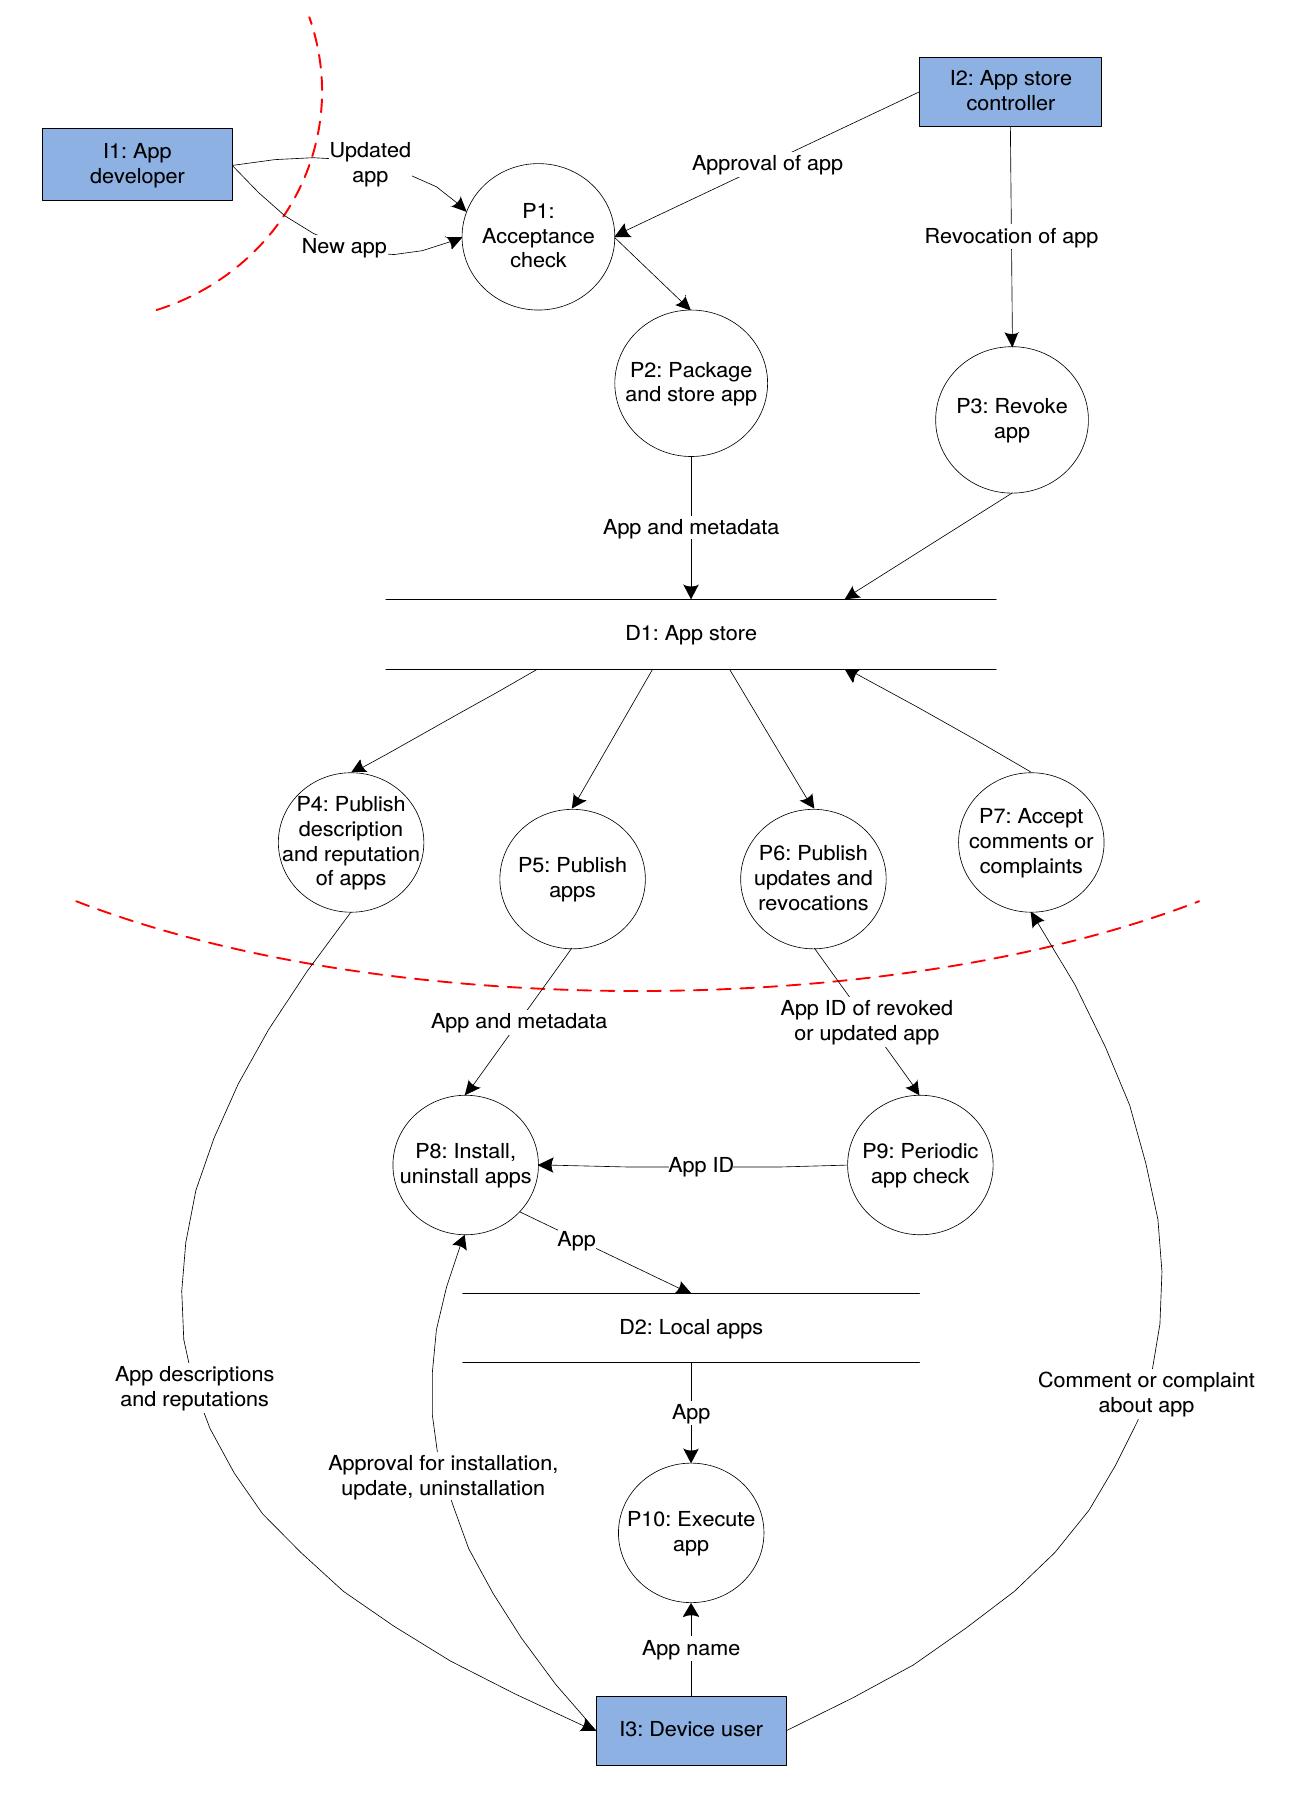 I2: App store
controller
I1: App
developer
Updated
app
Approval of app
New app
P1:
Acceptance
check
Revocation of app
P2: Package
and store app
P3: Revoke
app
App and metadata
D1: App store
P4: Publish
description
and reputation
of apps
P5: Publish
apps
P6: Publish
updates and
revocations
P7: Accept
comments or
complaints
App and metadata
App ID of revoked
or updated app
P8: Install,
uninstall apps
App ID
P9: Periodic
app check
App
D2: Local apps
App descriptions
and reputations
App
Comment or complaint
about app
Approval for installation,
update, uninstallation
P10: Execute
app
App name
I3: Device user